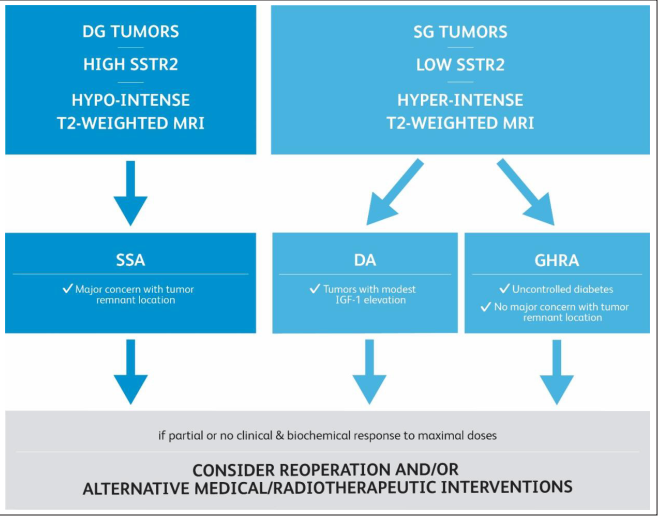 DG TUMORS
HIGH SSTR2
HYPO-INTENSE
T2-WEIGHTED MRI
SG TUMORS
LOW SSTR2
HYPER-INTENSE
T2-WEIGHTED MRI
SSA
✓ Major concern with tumor
remnant location
DA
✓ Tumors with modest
IGF-1 elevation
GHRA
✓ Uncontrolled diabetes
✓ No major concern with tumor
remnant location
if partial or no clinical & biochemical response to maximal doses
CONSIDER REOPERATION AND/OR
ALTERNATIVE MEDICAL/RADIOTHERAPEUTIC INTERVENTIONS